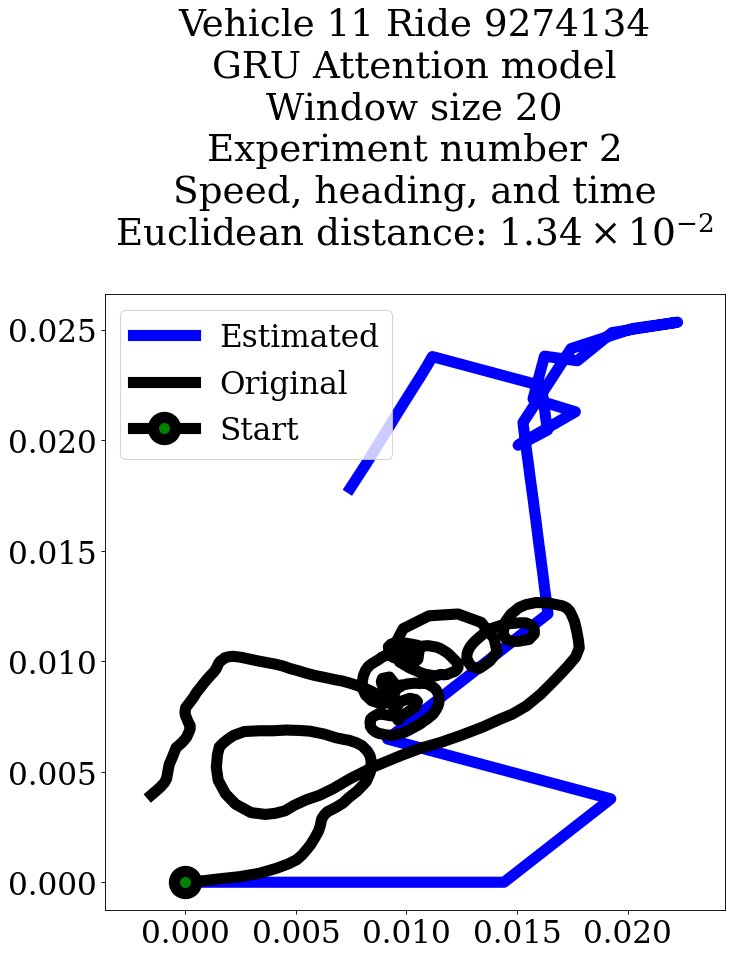 Vehicle 11 Ride 9274134
GRU Attention model
Window size 20
Experiment number 2
Speed, heading, and time
Euclidean distance: 1.34 × 10⁻²
Estimated
Original
Start
0.025
0.020
0.015
0.010
0.005
0.000
0.000 0.005 0.010 0.015 0.020